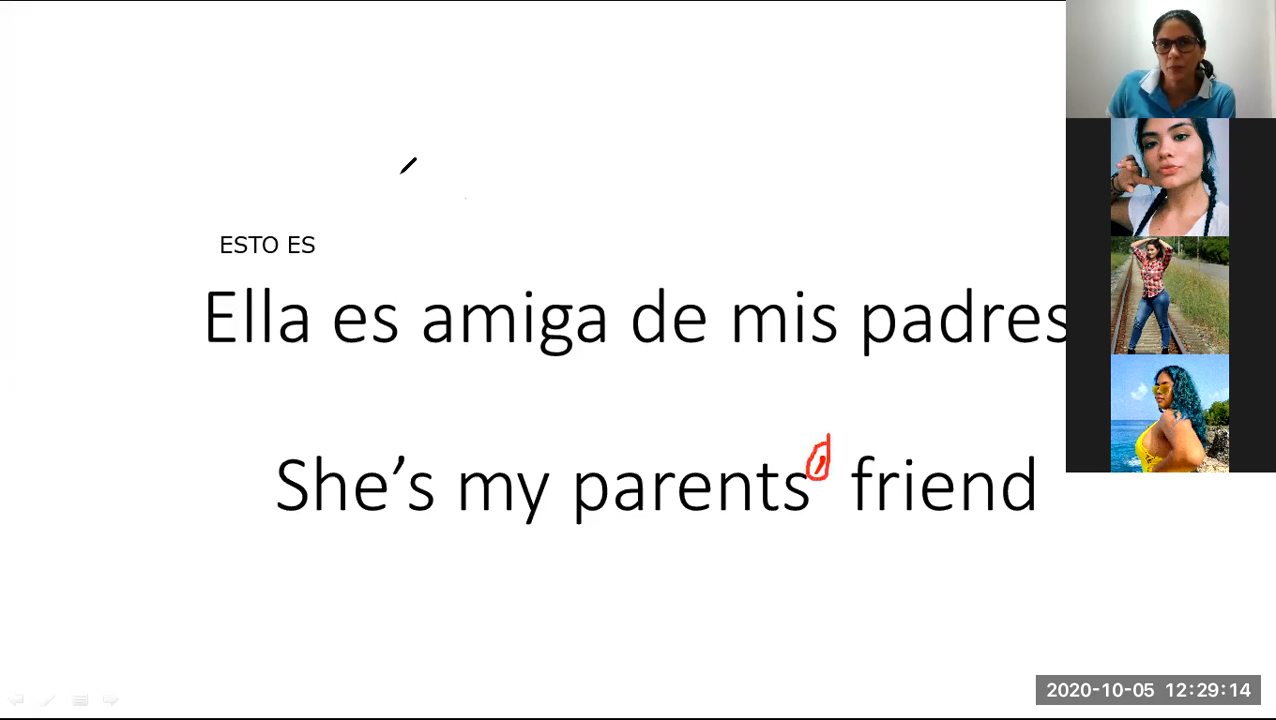 ESTO ES
Ella es amiga de mis padres
She’s my parents’ friend
2020-10-05 12:29:14